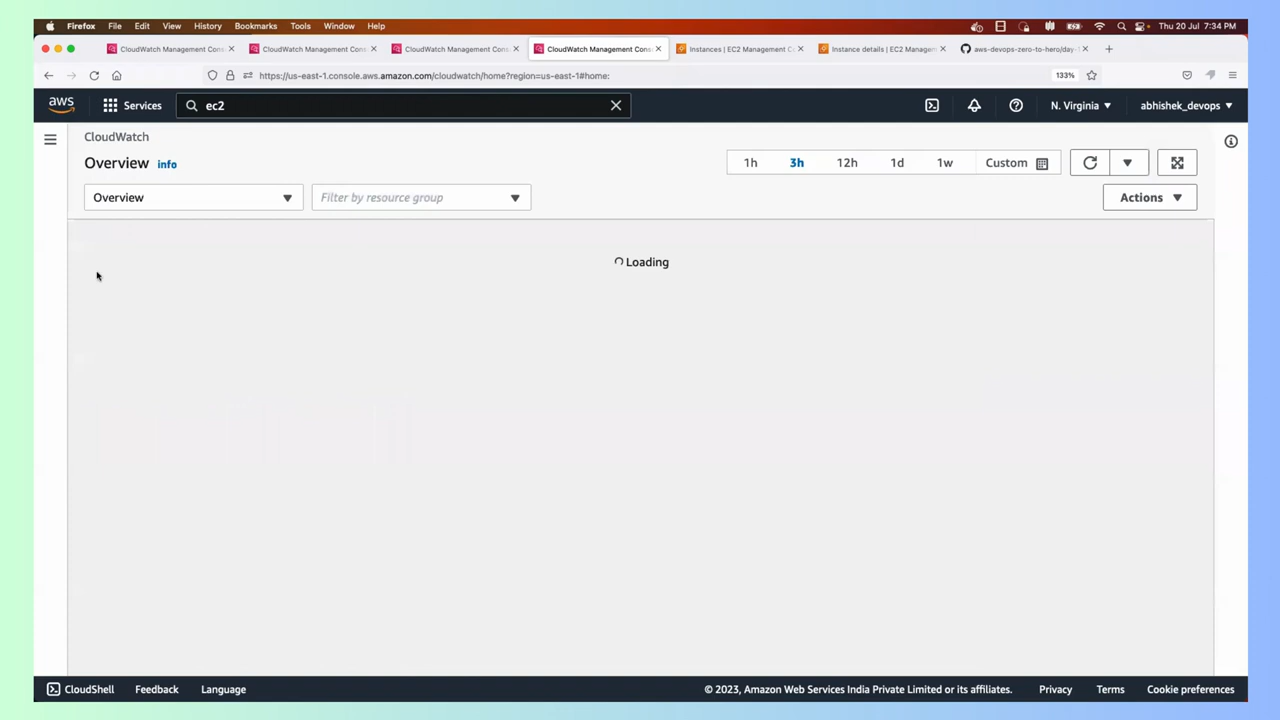 Firefox File Edit View History Bookmarks Tools Window Help Thu 20 Jul 7:34 PM
CloudWatch Management Cons CloudWatch Management Cons CloudWatch Management Cons CloudWatch Management Cons Instances | EC2 Management C Instance details | EC2 Managem aws-devops-zero-to-hero/day-
https://us-east-1.console.aws.amazon.com/cloudwatch/home?region=us-east-1#home: 133%
aws Services ec2 N. Virginia abhishek_devops
CloudWatch
Overview info 1h 3h 12h 1d 1w Custom
Overview Filter by resource group Actions
Loading
CloudShell Feedback Language © 2023, Amazon Web Services India Private Limited or its affiliates. Privacy Terms Cookie preferences